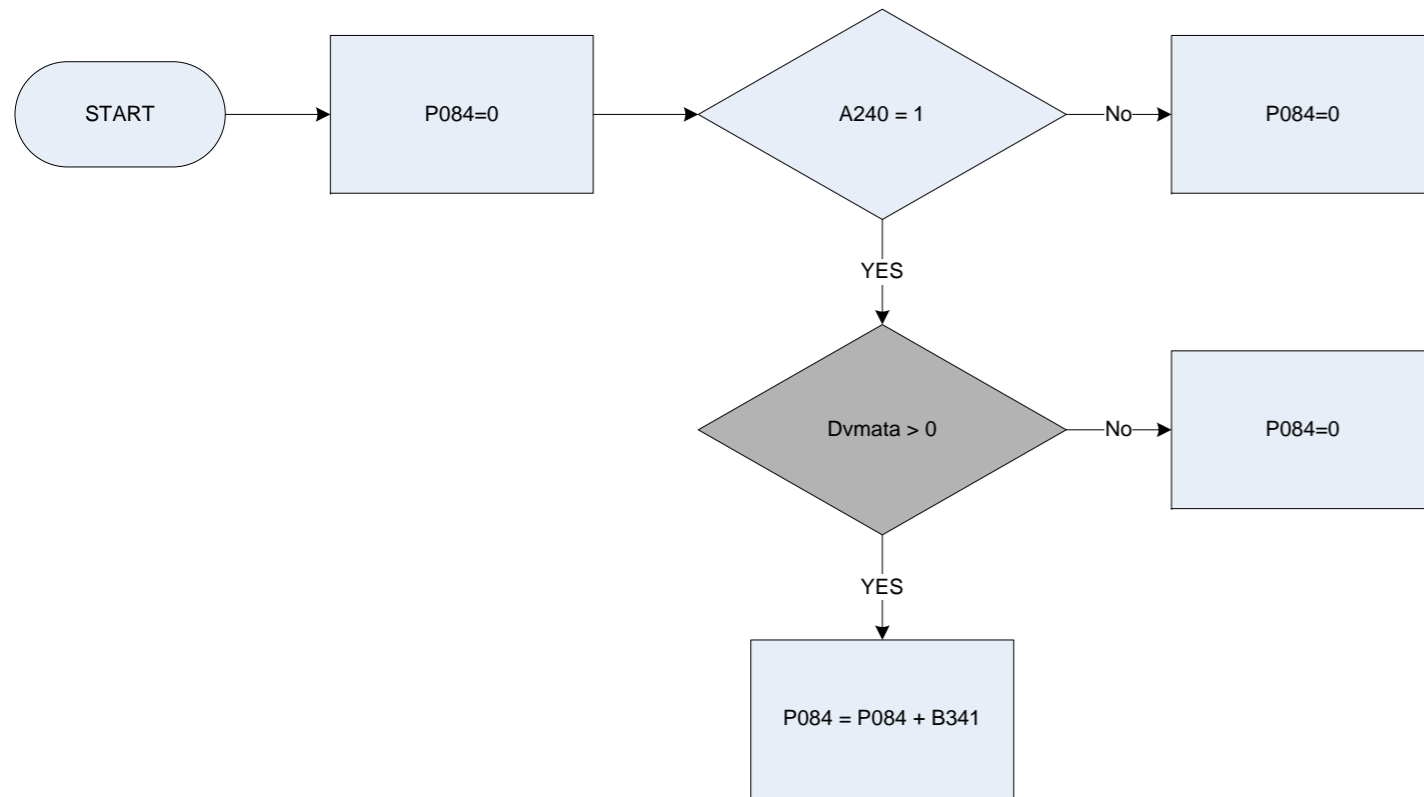 START
P084=0
A240 = 1
No
P084=0
YES
Dvmata > 0
No
P084=0
YES
P084 = P084 + B341